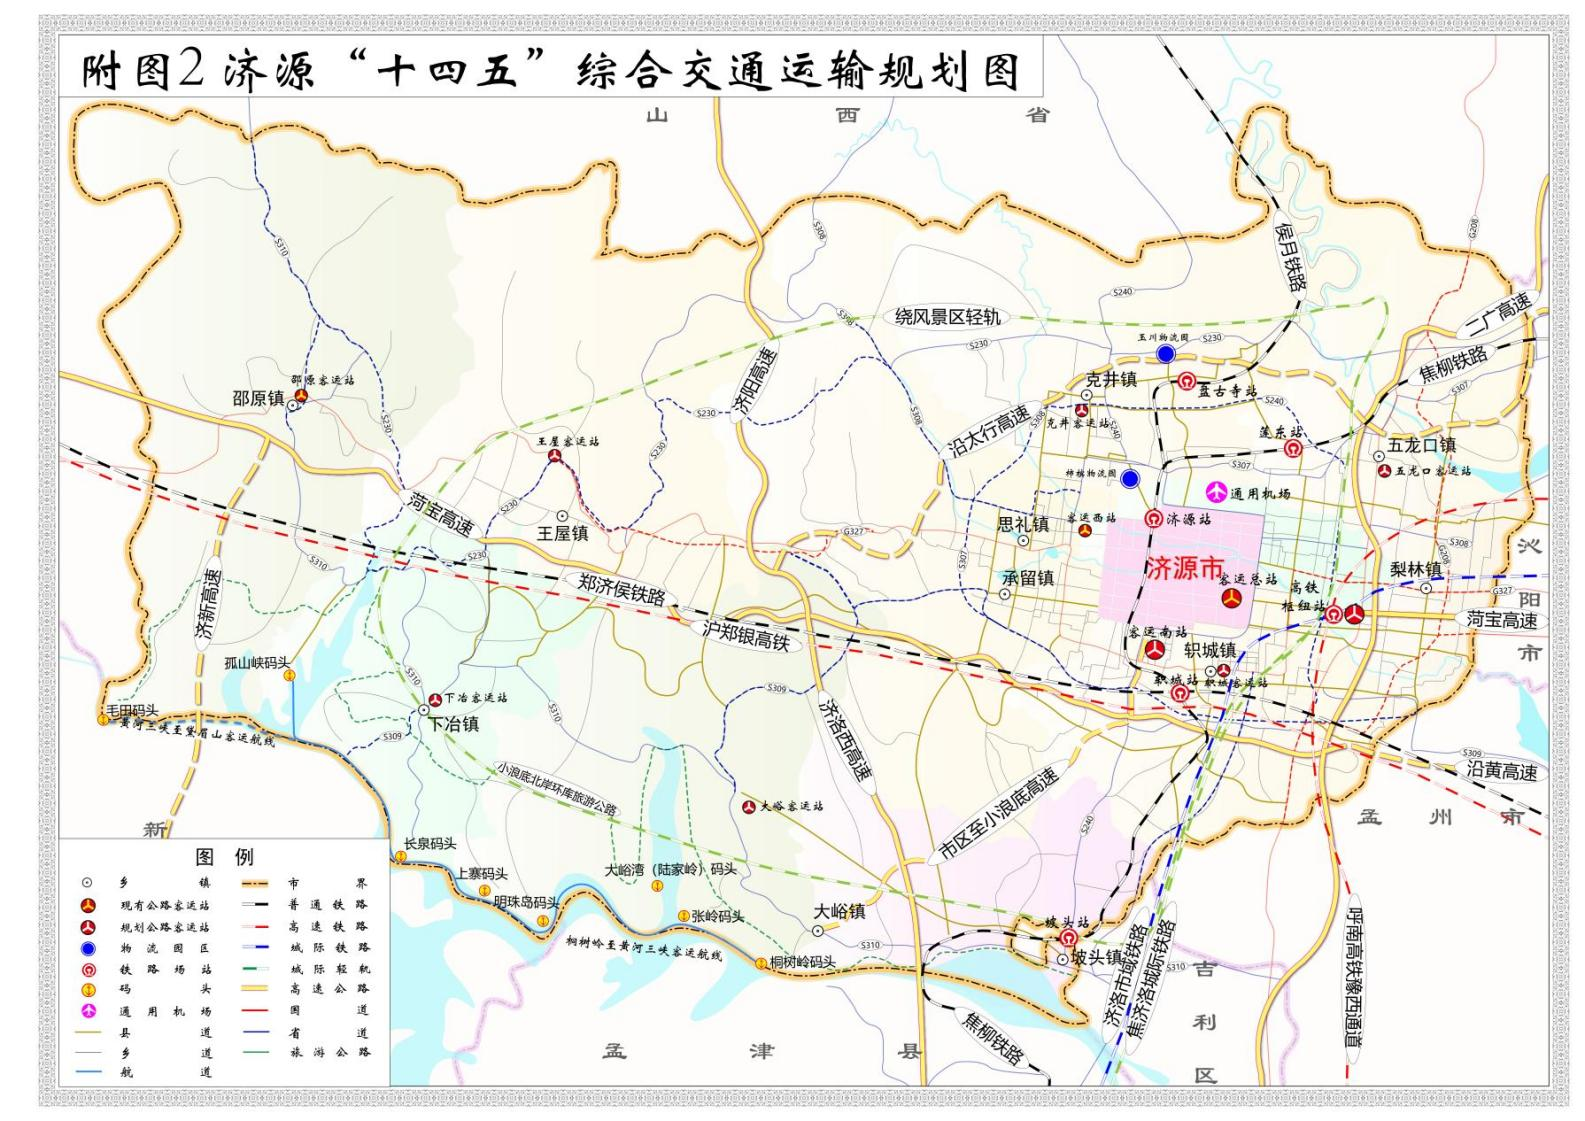 附图2 济源“十四五”综合交通运输规划图
山 西 省
侯月铁路
G208
S310
S308
S240
二广高速
绕风景区轻轨
S398
玉川物流园
S230
S230
焦柳铁路
济阳高速
邵原客运站
邵原镇
克井镇
盘古寺站
S307
S240
S230
S308
沿太行高速
S308
克井客运站
S240
S230
莲东站
五龙口镇
王屋客运站
S230
柿槟物流园
S307
五龙口客运站
通用机场
菏宝高速
S230
王屋镇
思礼镇
客运西站
济源站
G327
S308
G208
沁
S310
S230
S307
济源市
梨林镇
郑济侯铁路
承留镇
客运总站
高铁
枢纽站
G327
阳
济新高速
沪郑银高铁
客运南站
菏宝高速
轵城镇
市
孤山峡码头
S310
S309
轵城站
轵城客运站
毛田码头
下冶客运站
下冶镇
S310
黄河三峡至黛眉山客运航线
S309
济洛西高速
S309
沿黄高速
小浪底北岸环库旅游公路
大峪客运站
市区至小浪底高速
S240
孟 州 市
新
长泉码头
上寨码头
大峪湾（陆家岭）码头
明珠岛码头
张岭码头
大峪镇
坡头站
桐树岭至黄河三峡客运航线
S310
桐树岭码头
坡头镇
S310
吉
利
区
济洛市域铁路
焦济洛城际铁路
呼南高铁豫西通道
焦柳铁路
孟 津 县
图 例
乡镇 市界
现有公路客运站 普通铁路
规划公路客运站 高速铁路
物流园区 城际铁路
铁路场站 城际轻轨
码头 高速公路
通用机场 国道
县道 省道
乡道 旅游公路
航道